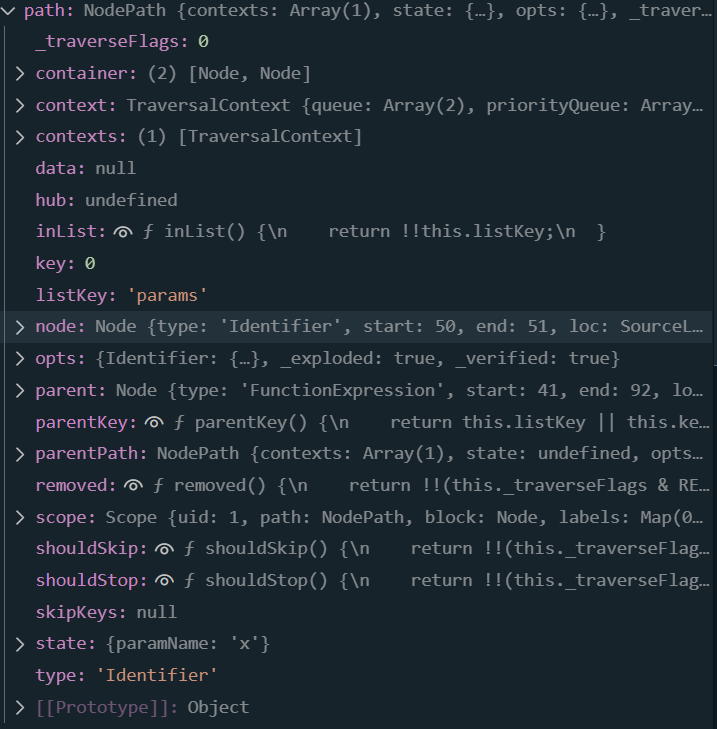 path: NodePath {contexts: Array(1), state: {…}, opts: {…}, _traver…
_traverseFlags: 0
container: (2) [Node, Node]
context: TraversalContext {queue: Array(2), priorityQueue: Array…
contexts: (1) [TraversalContext]
data: null
hub: undefined
inList: ƒ inList() {\n    return !!this.listKey;\n  }
key: 0
listKey: 'params'
node: Node {type: 'Identifier', start: 50, end: 51, loc: SourceL…
opts: {Identifier: {…}, _exploded: true, _verified: true}
parent: Node {type: 'FunctionExpression', start: 41, end: 92, lo…
parentKey: ƒ parentKey() {\n    return this.listKey || this.ke…
parentPath: NodePath {contexts: Array(1), state: undefined, opts…
removed: ƒ removed() {\n    return !!(this._traverseFlags & RE…
scope: Scope {uid: 1, path: NodePath, block: Node, labels: Map(0…
shouldSkip: ƒ shouldSkip() {\n    return !!(this._traverseFlag…
shouldStop: ƒ shouldStop() {\n    return !!(this._traverseFlag…
skipKeys: null
state: {paramName: 'x'}
type: 'Identifier'
[[Prototype]]: Object